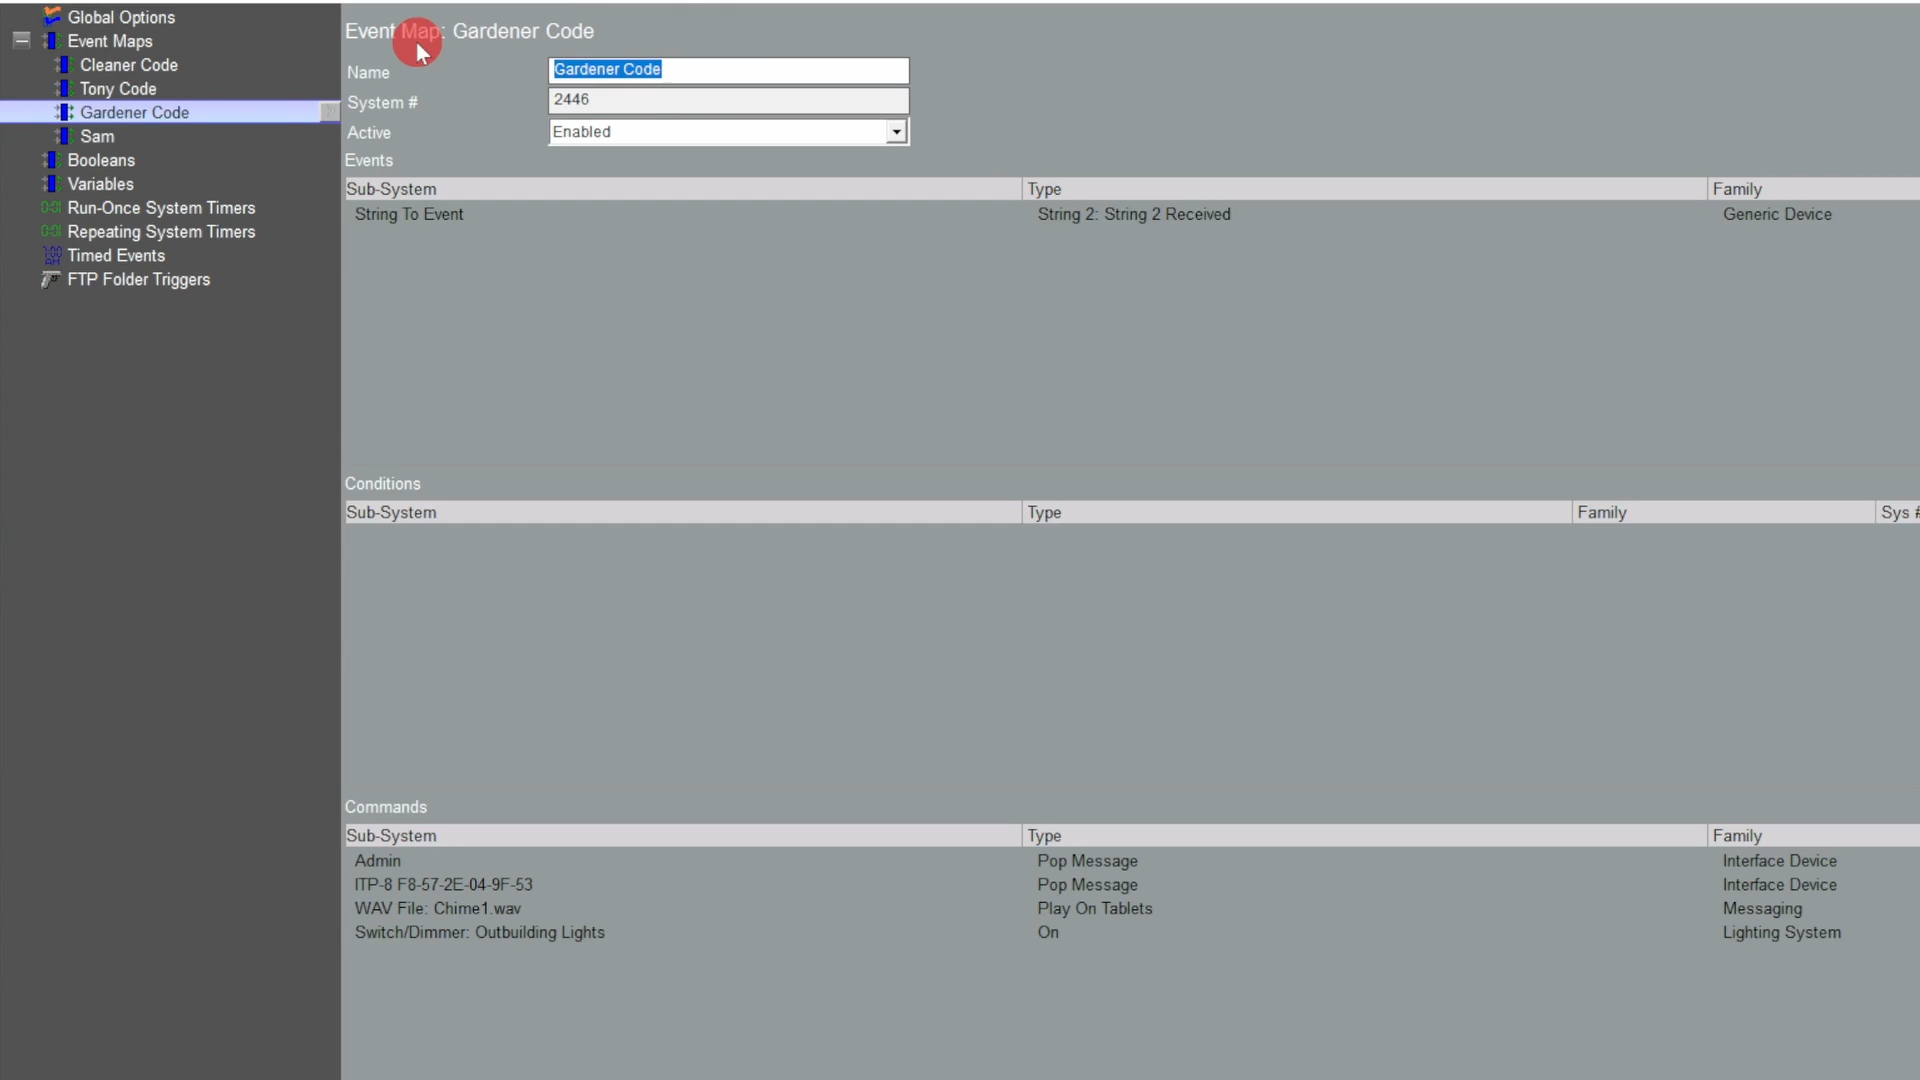 Global Options
Event Maps
Cleaner Code
Tony Code
Gardener Code
Sam
Booleans
Variables
Run-Once System Timers
Repeating System Timers
Timed Events
FTP Folder Triggers
Event Map: Gardener Code
Name Gardener Code
System # 2446
Active Enabled
Events
Sub-System Type Family
String To Event String 2: String 2 Received Generic Device
Conditions
Sub-System Type Family Sys #
Commands
Sub-System Type Family
Admin Pop Message Interface Device
ITP-8 F8-57-2E-04-9F-53 Pop Message Interface Device
WAV File: Chime1.wav Play On Tablets Messaging
Switch/Dimmer: Outbuilding Lights On Lighting System